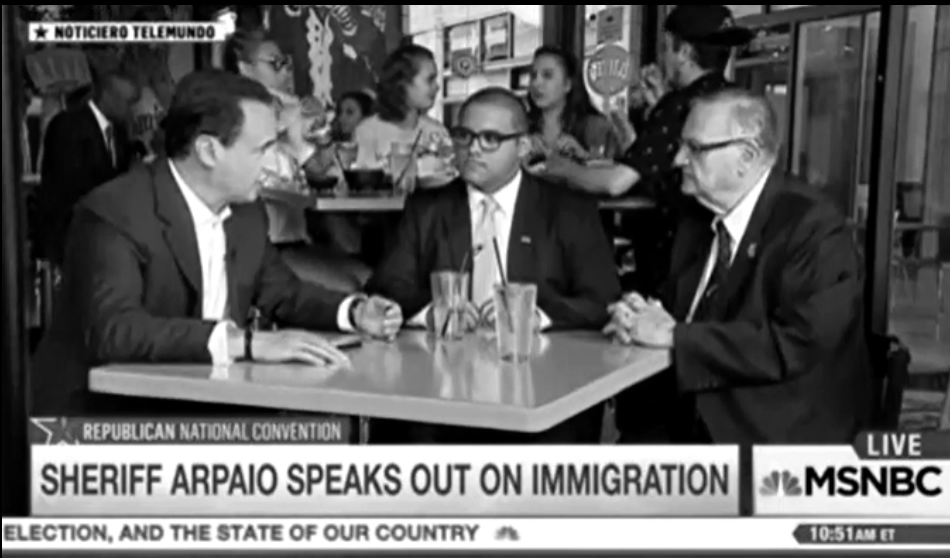 ★ NOTICIERO TELEMUNDO
REPUBLICAN NATIONAL CONVENTION
SHERIFF ARPAIO SPEAKS OUT ON IMMIGRATION
LIVE
MSNBC
ELECTION, AND THE STATE OF OUR COUNTRY
10:51AM ET